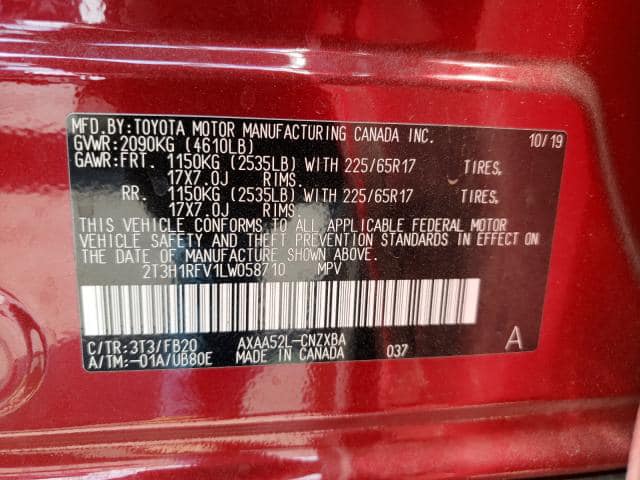 MFD.BY:TOYOTA MOTOR MANUFACTURING CANADA INC. 10/19
GVWR:2090KG (4610LB)
GAWR:FRT. 1150KG (2535LB) WITH 225/65R17 TIRES,
17X7.0J RIMS.
RR. 1150KG (2535LB) WITH 225/65R17 TIRES,
17X7.0J RIMS.
THIS VEHICLE CONFORMS TO ALL APPLICABLE FEDERAL MOTOR
VEHICLE SAFETY AND THEFT PREVENTION STANDARDS IN EFFECT ON
THE DATE OF MANUFACTURE SHOWN ABOVE.
2T3H1RFV1LW058710 MPV
C/TR:3T3/FB20 AXAA52L-CNZXBA A
A/TM:-01A/UB80E MADE IN CANADA 037